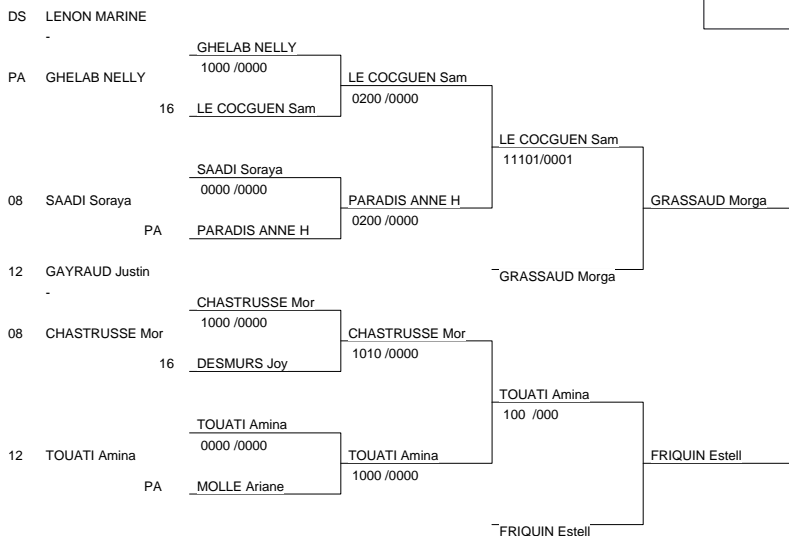 DS LENON MARINE
-
GHELAB NELLY
1000 /0000
PA GHELAB NELLY
LE COCGUEN Sam
0200 /0000
16 LE COCGUEN Sam
LE COCGUEN Sam
11101/0001
SAADI Soraya
0000 /0000
08 SAADI Soraya
PARADIS ANNE H
0200 /0000
GRASSAUD Morga
PA PARADIS ANNE H
12 GAYRAUD Justin
-
GRASSAUD Morga
CHASTRUSSE Mor
1000 /0000
08 CHASTRUSSE Mor
CHASTRUSSE Mor
1010 /0000
16 DESMURS Joy
TOUATI Amina
100 /000
TOUATI Amina
0000 /0000
12 TOUATI Amina
TOUATI Amina
1000 /0000
FRIQUIN Estell
PA MOLLE Ariane
FRIQUIN Estell